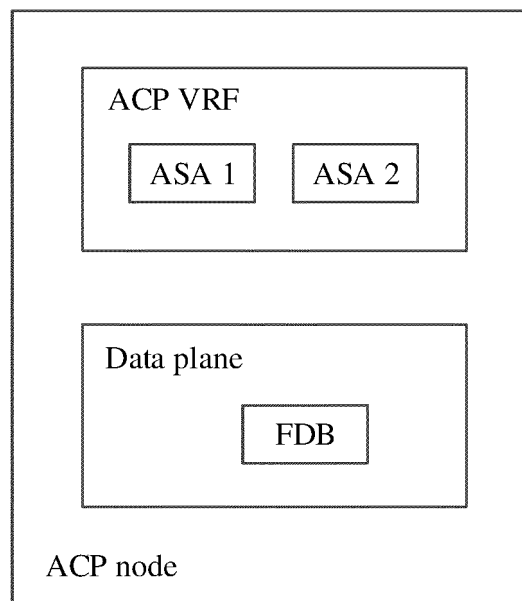 ACP VRF
ASA 1
ASA 2
Data plane
FDB
ACP node